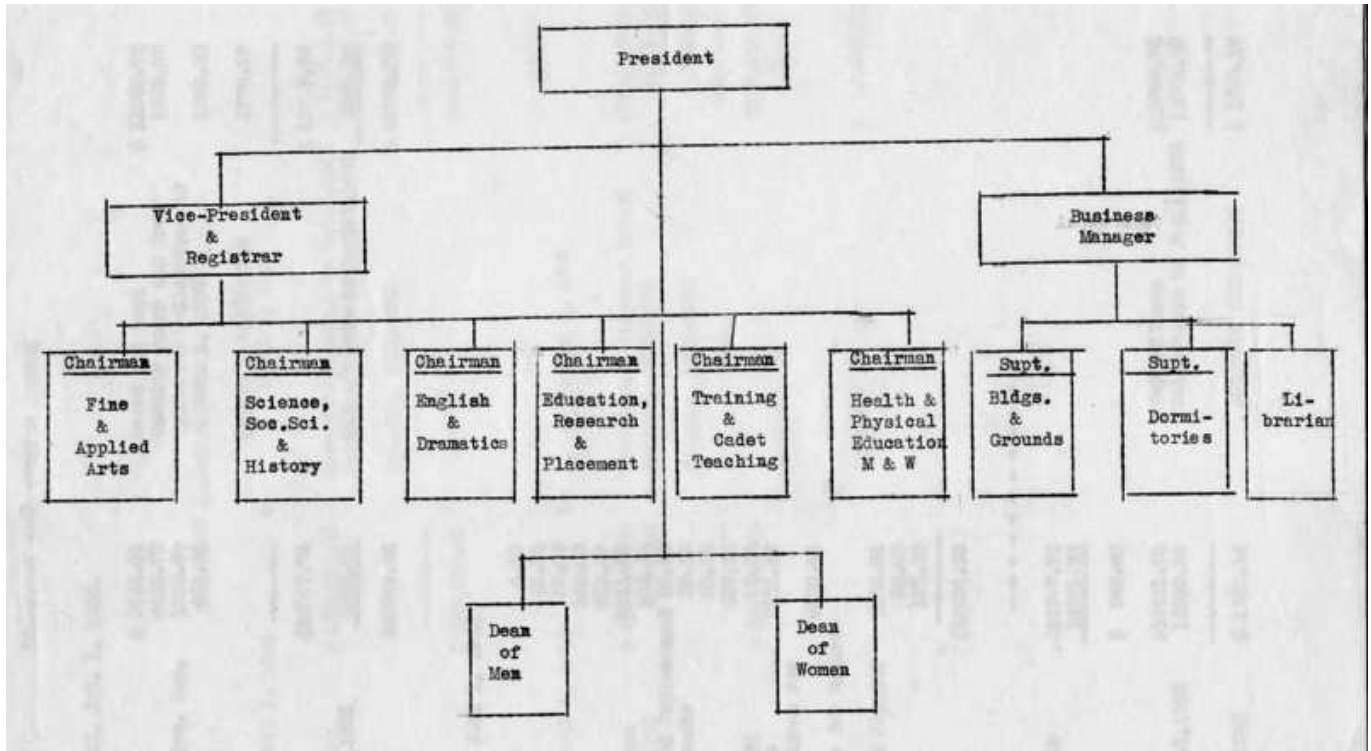 President
Vice-President
&
Registrar
Business
Manager
Chairman
Fine
&
Applied
Arts
Chairman
Science,
Soc.Sci.
&
History
Chairman
English
&
Dramatics
Chairman
Education,
Research
&
Placement
Chairman
Training
&
Cadet
Teaching
Chairman
Health &
Physical
Education
M & W
Supt.
Bldgs.
&
Grounds
Supt.
Dormi-
tories
Li-
brarian
Dean
of
Men
Dean
of
Women